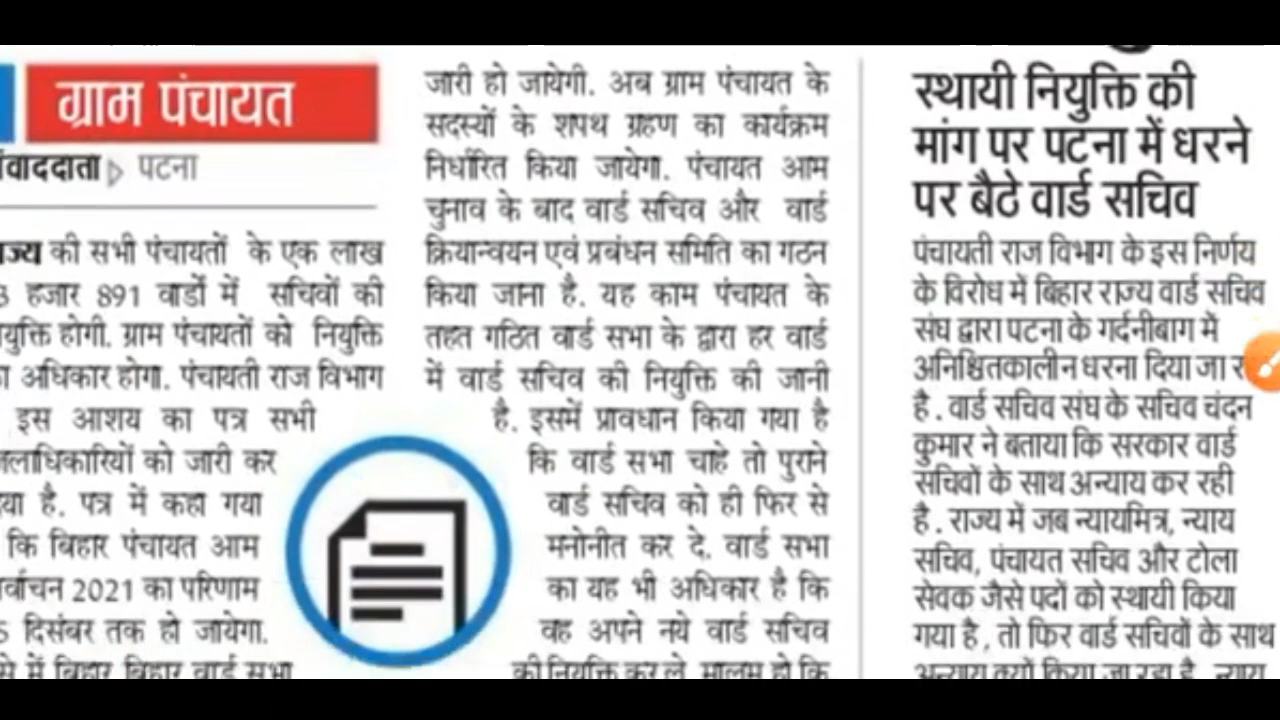 ग्राम पंचायत
पटना
की सभी पंचायतों के एक लाख
हजार 891 वार्डो में सचिवों की
होगी. ग्राम पंचायतों को नियुक्ति
अधिकार होगा. पंचायती राज विभाग
इस आशय का पत्र सभी
को जारी कर
है. पत्र में कहा गया
कि बिहार पंचायत आम
2021 का परिणाम
दिसंबर तक हो जायेगा.
में बिहार बिहार वार्ड सभा
जारी हो जायेगी. अब ग्राम पंचायत के
सदस्यों के शपथ ग्रहण का कार्यक्रम
निर्धारित किया जायेगा. पंचायत आम
चुनाव के बाद वार्ड सचिव और वार्ड
क्रियान्वयन एवं प्रबंधन समिति का गठन
किया जाना है. यह काम पंचायत के
तहत गठित वार्ड सभा के द्वारा हर वार्ड
में वार्ड सचिव की नियुक्ति की जानी
है. इसमें प्रावधान किया गया है
कि वार्ड सभा चाहे तो पुराने
वार्ड सचिव को ही फिर से
मनोनीत कर दे. वार्ड सभा
का यह भी अधिकार है कि
वह अपने नये वार्ड सचिव
की नियुक्ति कर ले. मालूम हो कि
स्थायी नियुक्ति की
मांग पर पटना में धरने
पर बैठे वार्ड सचिव
पंचायती राज विभाग के इस निर्णय
के विरोध में बिहार राज्य वार्ड सचिव
संघ द्वारा पटना के गर्दनीबाग में
अनिश्चितकालीन धरना दिया जा
है. वार्ड सचिव संघ के सचिव चंदन
कुमार ने बताया कि सरकार वार्ड
सचिवों के साथ अन्याय कर रही
है. राज्य में जब न्यायमित्र, न्याय
सचिव, पंचायत सचिव और टोला
सेवक जैसे पदों को स्थायी किया
गया है, तो फिर वार्ड सचिवों के साथ
अन्याय क्यों किया जा रहा है. न्याय